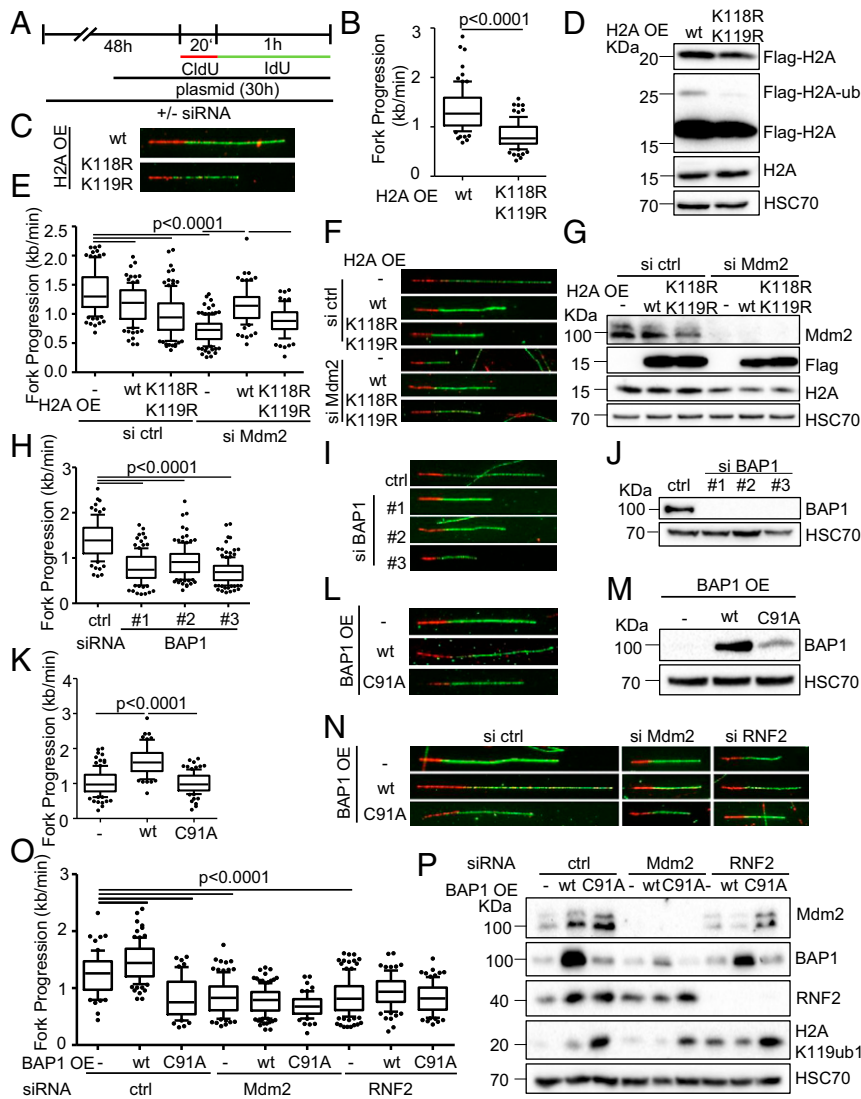 A
48h
20'
1h
CldU
IdU
plasmid (30h)
+/- siRNA
B
p<0.0001
Fork Progression
(kb/min)
3
2
1
0
H2A OE
wt
K118R
K119R
C
H2A OE
wt
K118R
K119R
D
H2A OE
KDa
wt
K118R
K119R
20
Flag-H2A
25
Flag-H2A-ub
20
15
Flag-H2A
15
H2A
70
HSC70
E
p<0.0001
Fork Progression (kb/min)
2.5
2.0
1.5
1.0
0.5
0.0
H2A OE
-
wt
K118R
K119R
-
wt
K118R
K119R
si ctrl
si Mdm2
F
H2A OE
si ctrl
-
wt
K118R
K119R
si Mdm2
-
wt
K118R
K119R
G
si ctrl
si Mdm2
H2A OE
-
wt
K118R
K119R
-
wt
K118R
K119R
KDa
100
Mdm2
15
Flag
15
H2A
70
HSC70
H
p<0.0001
Fork Progression (kb/min)
3
2
1
0
ctrl
#1
#2
#3
siRNA
BAP1
I
ctrl
si BAP1
#1
#2
#3
J
si BAP1
KDa
ctrl
#1
#2
#3
100
BAP1
70
HSC70
K
p<0.0001
Fork Progression (kb/min)
4
3
2
1
0
-
wt
C91A
L
BAP1 OE
-
wt
C91A
M
BAP1 OE
KDa
-
wt
C91A
100
BAP1
70
HSC70
N
si ctrl
si Mdm2
si RNF2
BAP1 OE
-
wt
C91A
O
p<0.0001
Fork Progression (kb/min)
3
2
1
0
BAP1 OE
-
wt
C91A
-
wt
C91A
-
wt
C91A
siRNA
ctrl
Mdm2
RNF2
P
siRNA
ctrl
Mdm2
RNF2
BAP1 OE
-
wt
C91A
-
wt
C91A
-
wt
C91A
KDa
100
Mdm2
100
BAP1
40
RNF2
20
H2A
K119ub1
70
HSC70